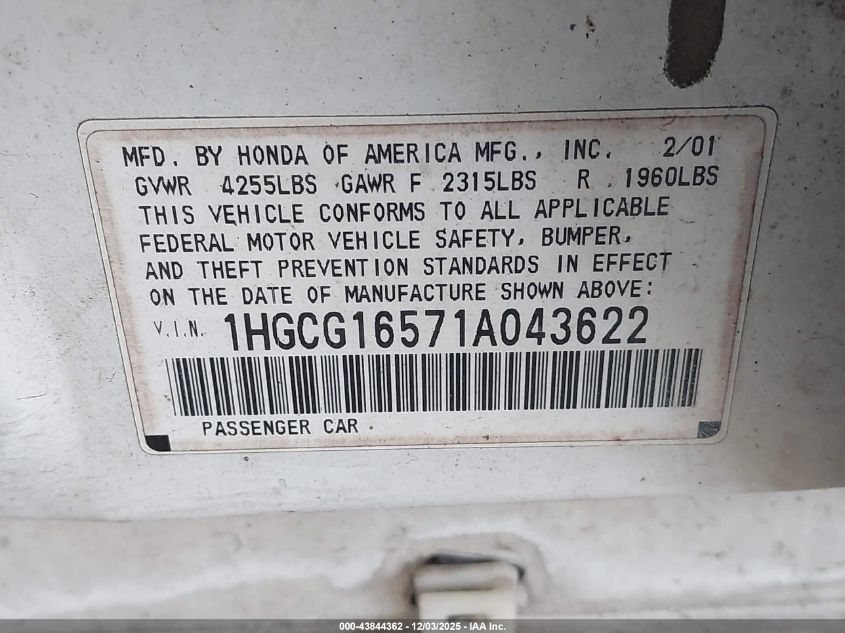 MFD. BY HONDA OF AMERICA MFG., INC. 2/01
GVWR 4255LBS GAWR F 2315LBS R 1960LBS
THIS VEHICLE CONFORMS TO ALL APPLICABLE
FEDERAL MOTOR VEHICLE SAFETY, BUMPER,
AND THEFT PREVENTION STANDARDS IN EFFECT
ON THE DATE OF MANUFACTURE SHOWN ABOVE:
V.I.N. 1HGCG16571A043622
PASSENGER CAR
000-43844362 - 12/03/2025 - IAA Inc.